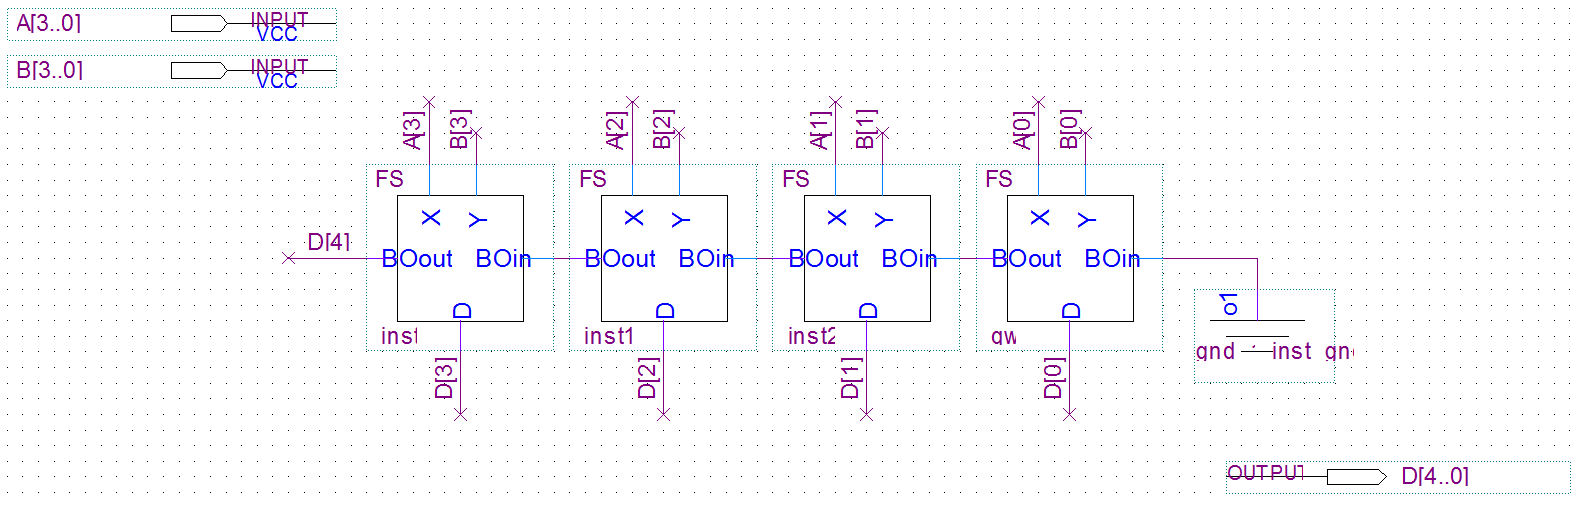 A[3..0] INPUT
VCC
B[3..0] INPUT
VCC
A[3] B[3] A[2] B[2] A[1] B[1] A[0] B[0]
FS FS FS FS
X Y X Y X Y X Y
D[4] BOout BOin BOout BOin BOout BOin BOout BOin
D D D D o1
inst inst1 inst2 gw gnd inst gn
D[3] D[2] D[1] D[0]
OUTPUT D[4..0]